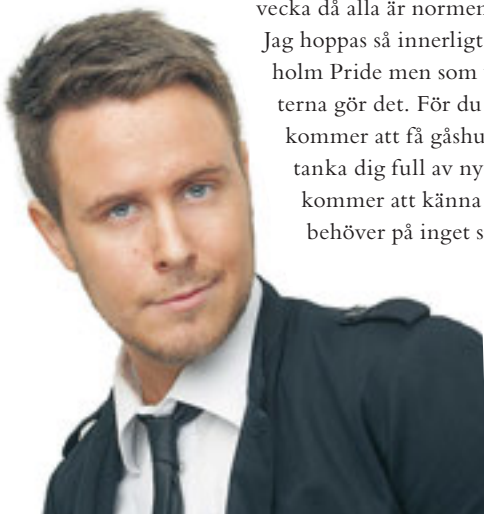 vecka då alla är normen
Jag hoppas så innerligt
holm Pride men som
terna gör det. För du
kommer att få gåshu
tanka dig full av ny
kommer att känna
behöver på inget s